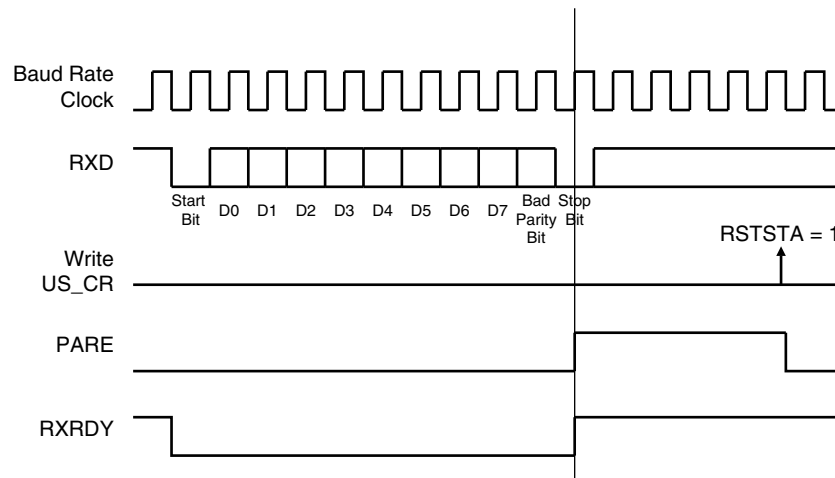 Baud Rate
Clock
RXD
Start
Bit
D0 D1 D2 D3 D4 D5 D6 D7
Bad
Parity
Bit
Stop
Bit
RSTSTA = 1
Write
US_CR
PARE
RXRDY